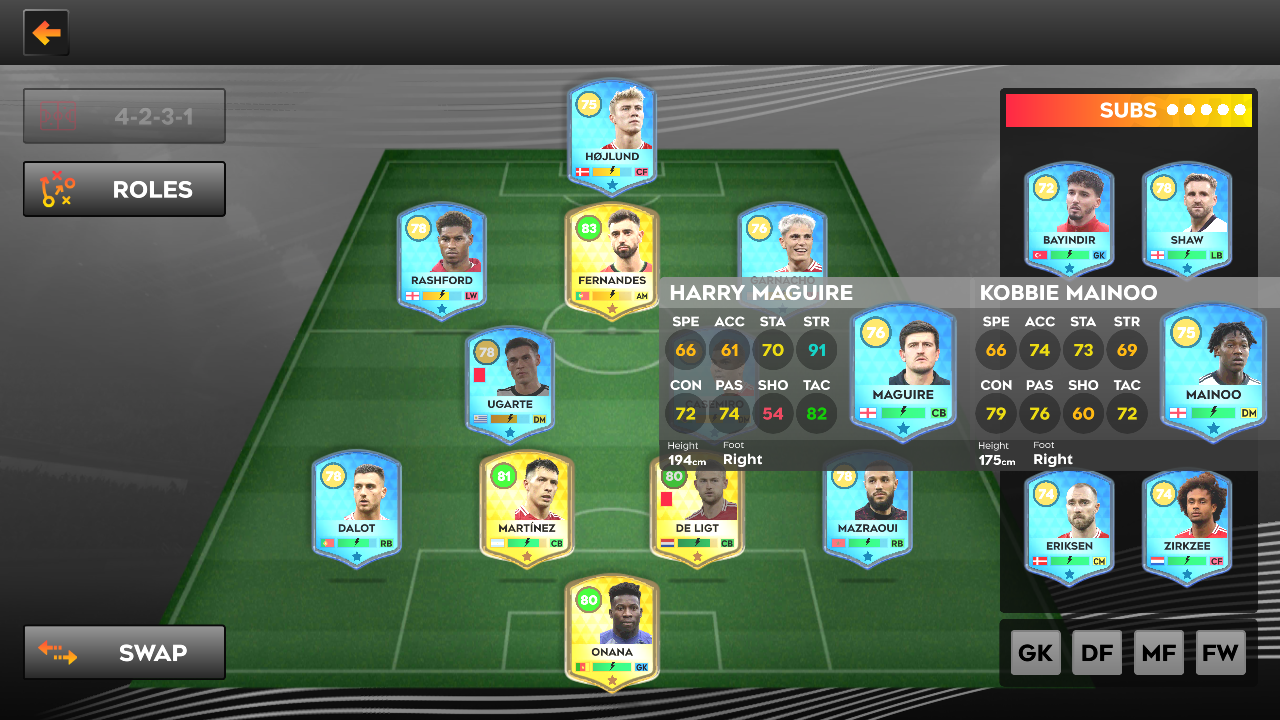 4-2-3-1
ROLES
SWAP
75
HØJLUND
CF
78
RASHFORD
LW
83
FERNANDES
AM
76
GARNACHO
78
UGARTE
DM
CASEMIRO
78
DALOT
RB
81
MARTÍNEZ
CB
80
DE LIGT
CB
78
MAZRAOUI
RB
80
ONANA
GK
SUBS
72
BAYINDIR
GK
78
SHAW
LB
HARRY MAGUIRE
SPE ACC STA STR
66 61 70 91
CON PAS SHO TAC
72 74 54 82
Height Foot
194cm Right
76
MAGUIRE
CB
KOBBIE MAINOO
SPE ACC STA STR
66 74 73 69
CON PAS SHO TAC
79 76 60 72
Height Foot
175cm Right
75
MAINOO
DM
74
ERIKSEN
CM
74
ZIRKZEE
CF
GK DF MF FW